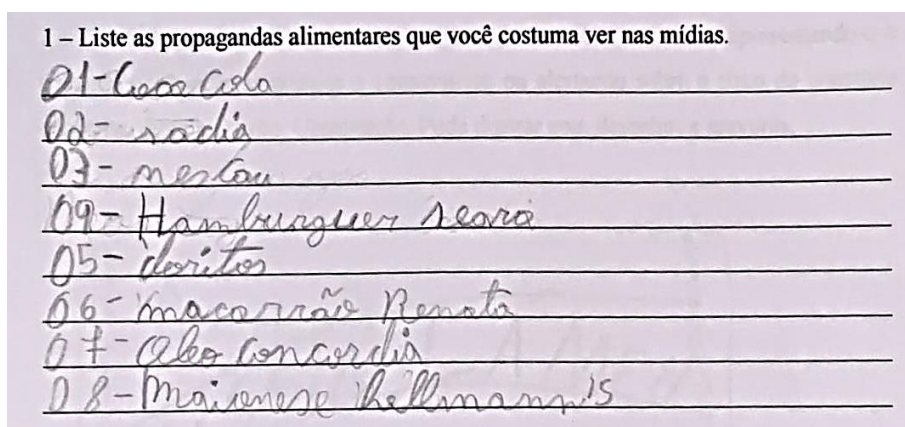 1 – Liste as propagandas alimentares que você costuma ver nas mídias.
01- Coca Cola
02- sadia
03- nestau
04- Hamburguer seara
05- doritos
06- macarrão Renata
07- oleo concordia
08- Maionese hellmann's